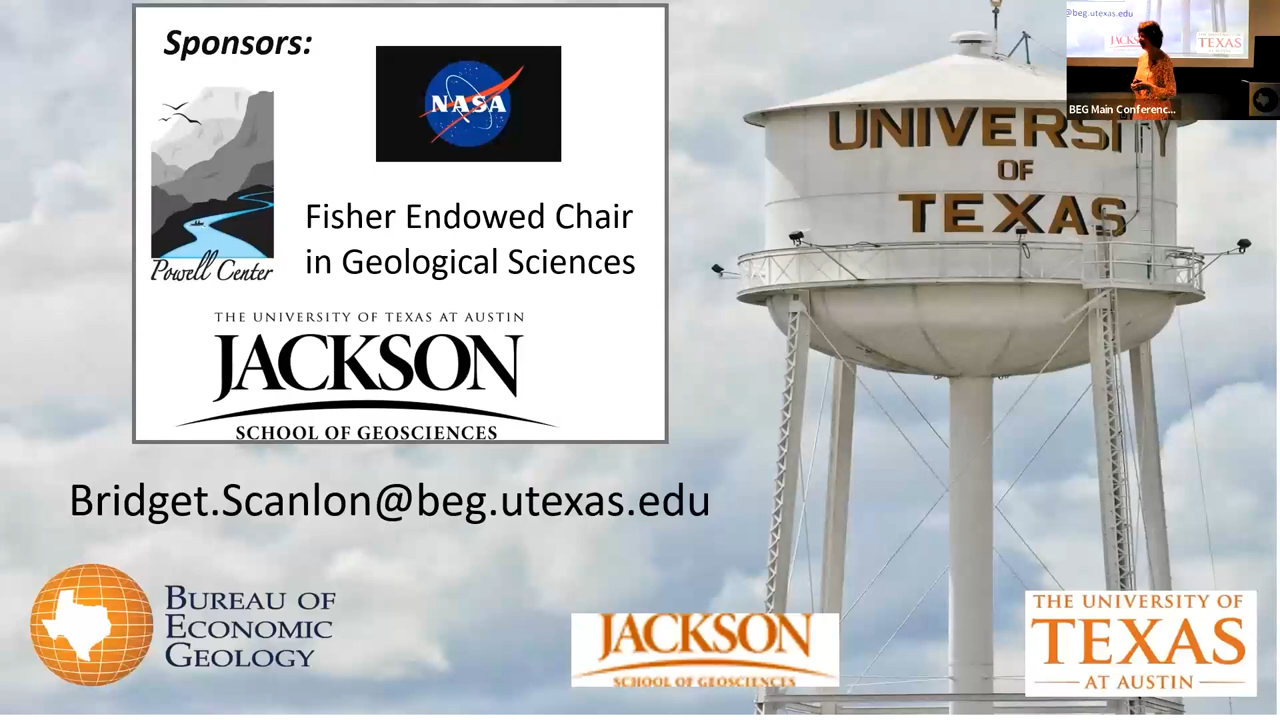 Sponsors:
NASA
Powell Center
Fisher Endowed Chair
in Geological Sciences
THE UNIVERSITY OF TEXAS AT AUSTIN
JACKSON
SCHOOL OF GEOSCIENCES
Bridget.Scanlon@beg.utexas.edu
BUREAU OF
ECONOMIC
GEOLOGY
JACKSON
SCHOOL OF GEOSCIENCES
THE UNIVERSITY OF
TEXAS
AT AUSTIN
UNIVERSITY
OF
TEXAS
@beg.utexas.edu
TEXAS
BEG Main Conferenc...